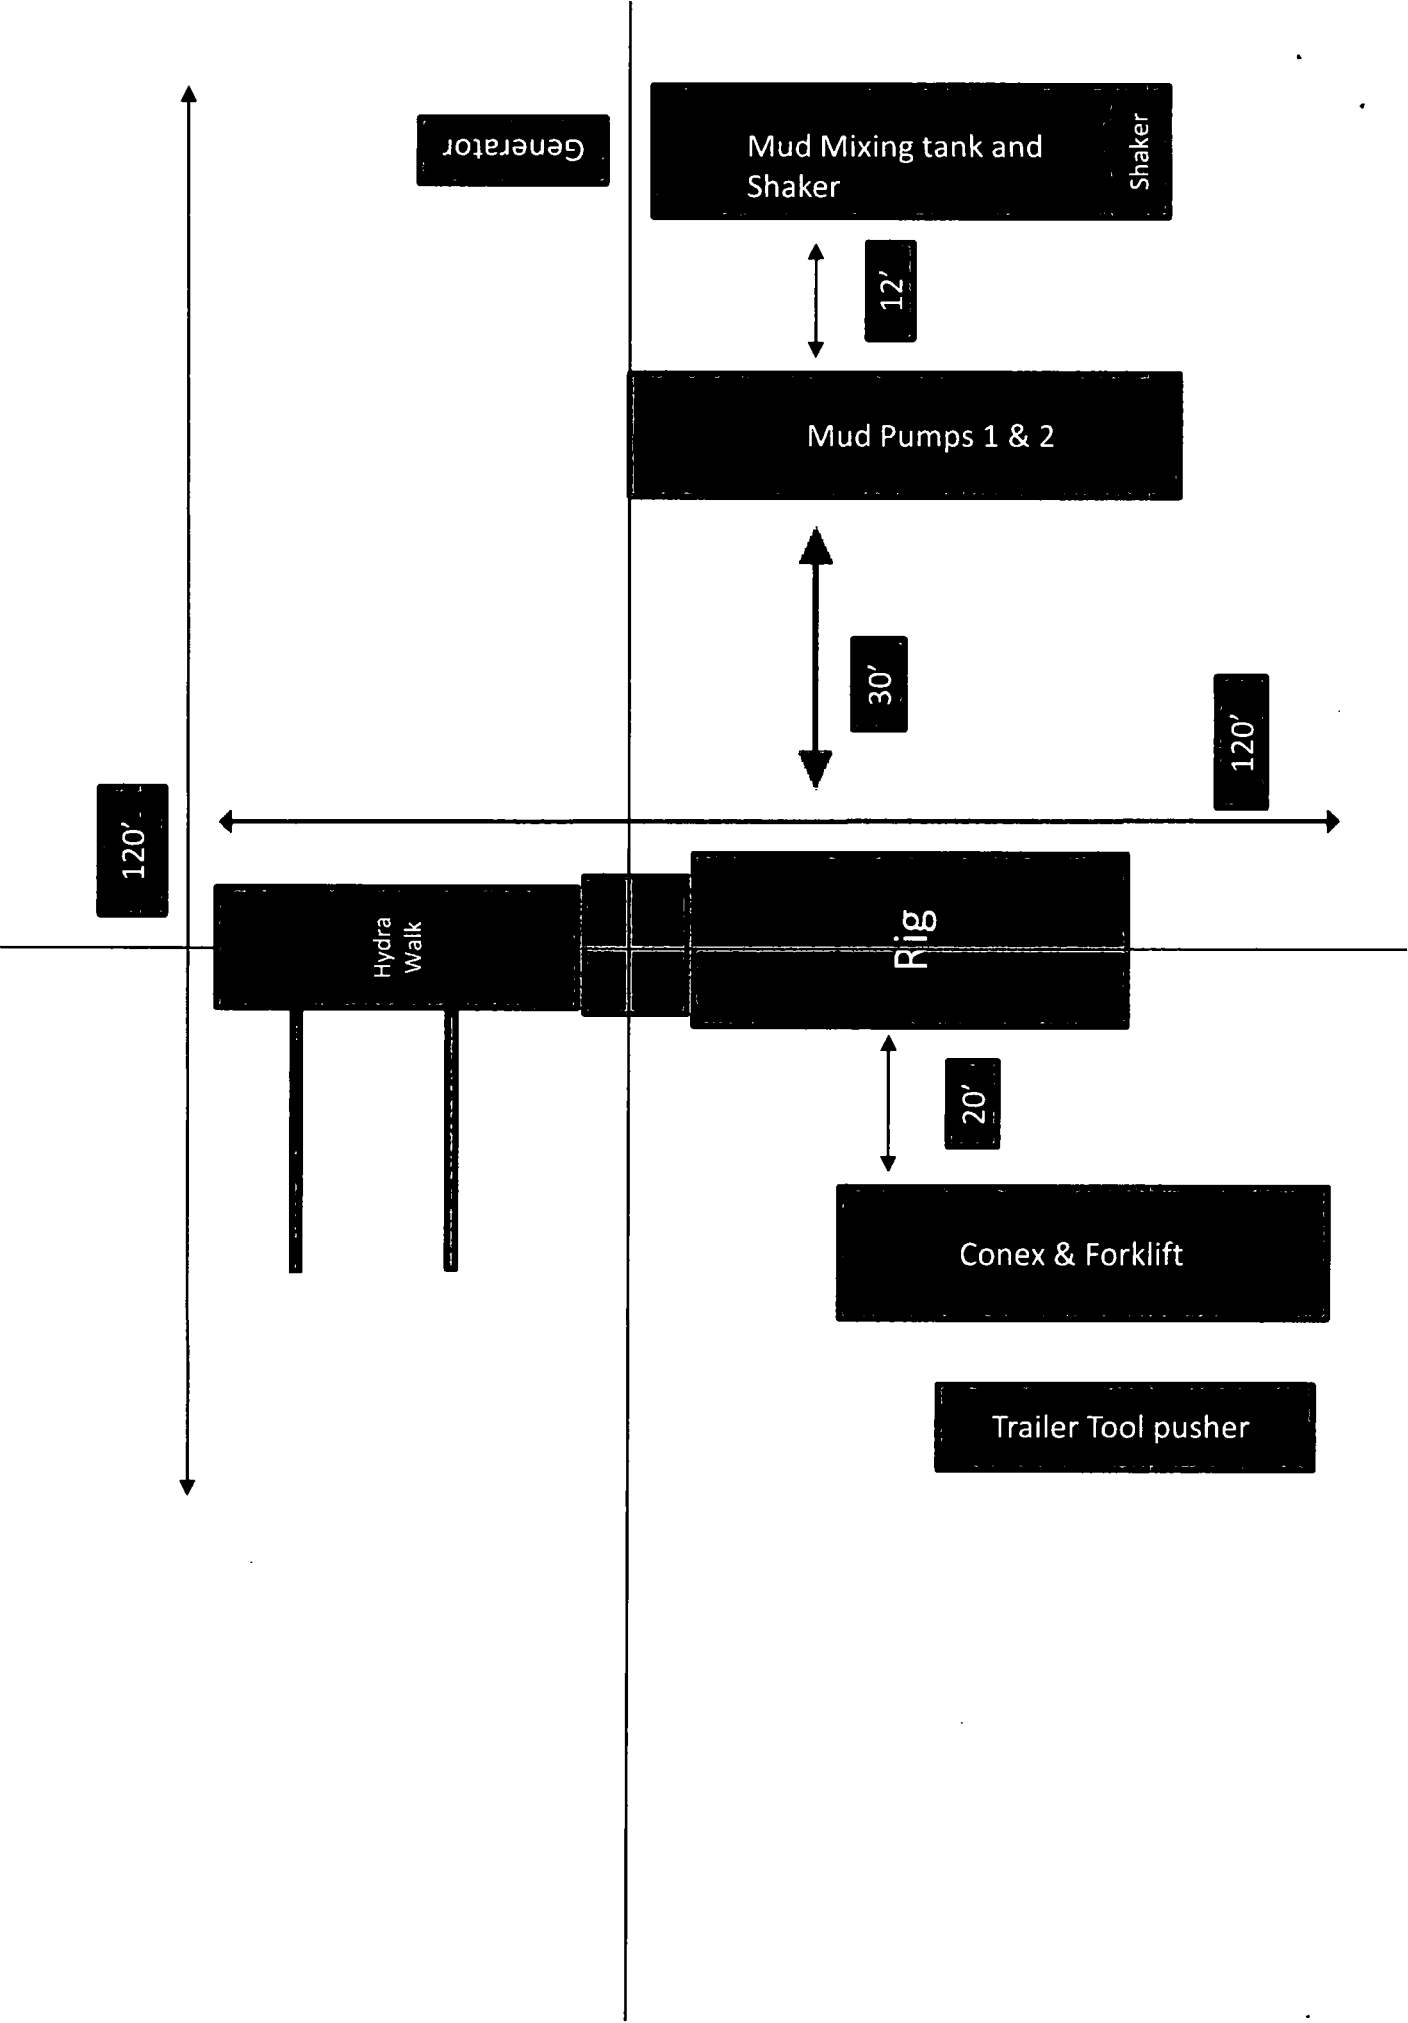 Generator
Mud Mixing tank and
Shaker
Shaker
12’
Mud Pumps 1 & 2
30’
120’
120’
Hydra
Walk
Rig
20’
Conex & Forklift
Trailer Tool pusher